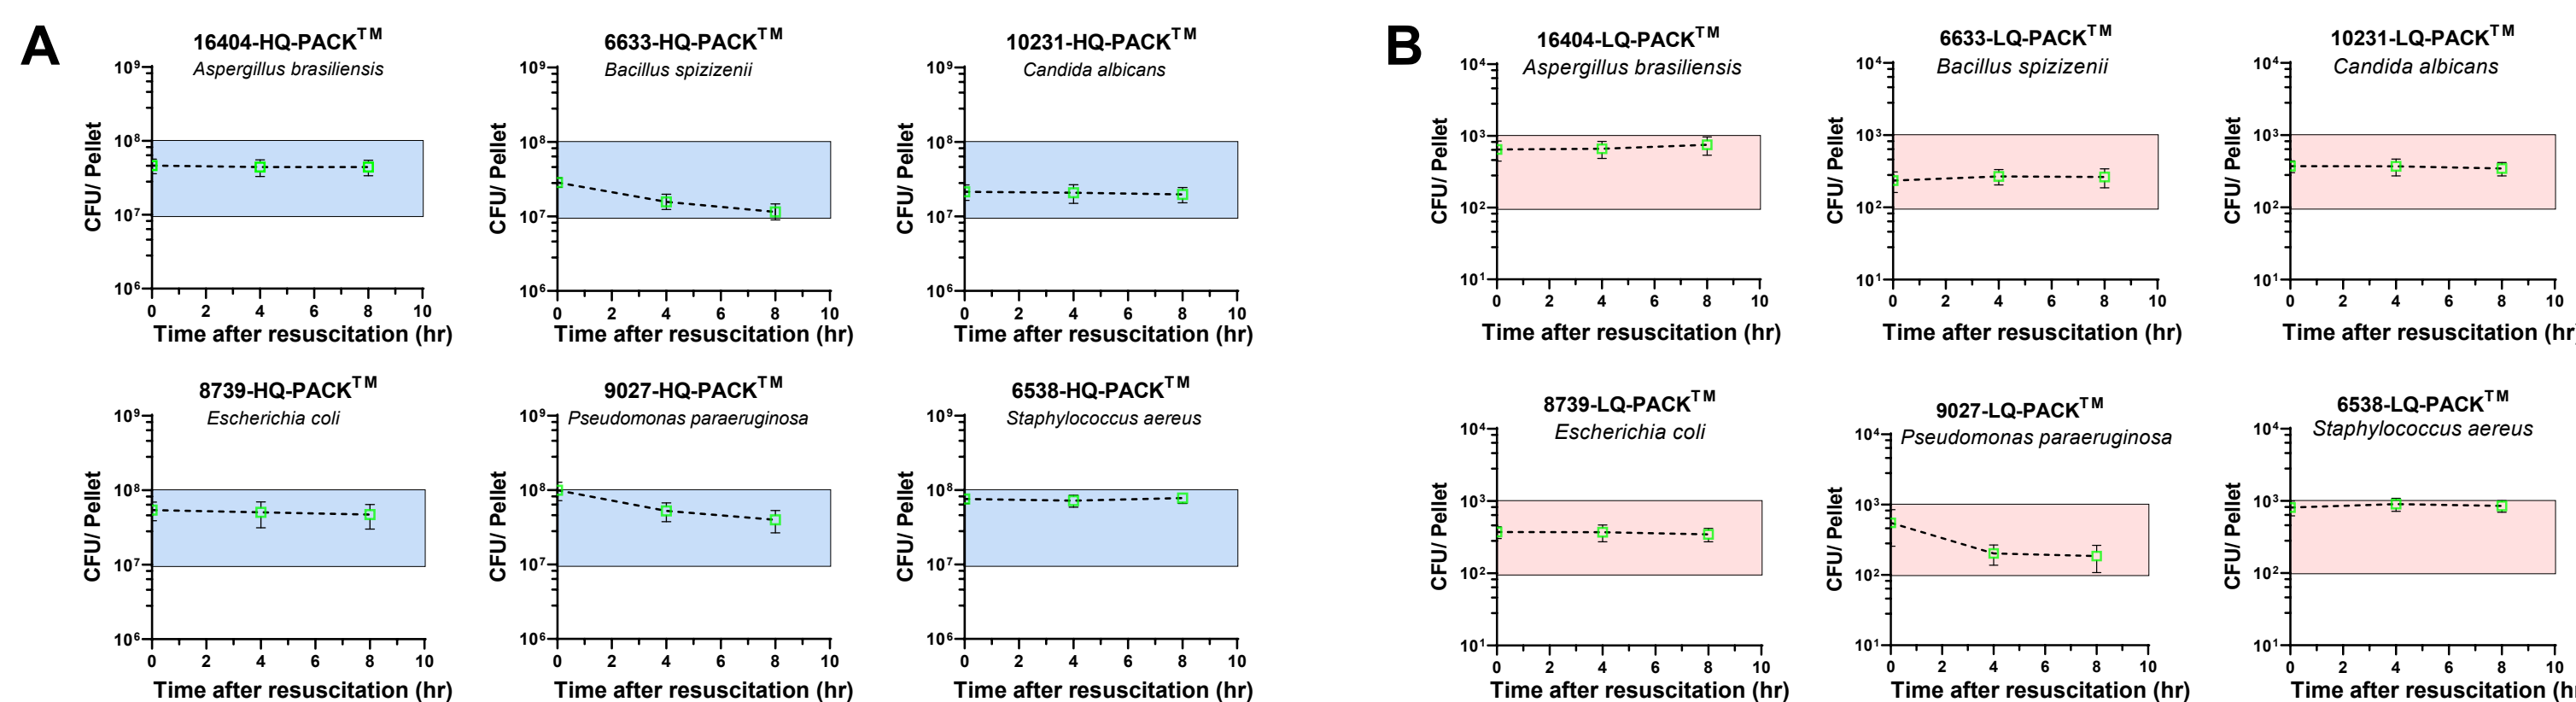 A
16404-HQ-PACK™
Aspergillus brasiliensis
CFU/ Pellet
10⁹
10⁸
10⁷
10⁶
0 2 4 6 8 10
Time after resuscitation (hr)
6633-HQ-PACK™
Bacillus spizizenii
CFU/ Pellet
10⁹
10⁸
10⁷
10⁶
0 2 4 6 8 10
Time after resuscitation (hr)
10231-HQ-PACK™
Candida albicans
CFU/ Pellet
10⁹
10⁸
10⁷
10⁶
0 2 4 6 8 10
Time after resuscitation (hr)
8739-HQ-PACK™
Escherichia coli
CFU/ Pellet
10⁹
10⁸
10⁷
10⁶
0 2 4 6 8 10
Time after resuscitation (hr)
9027-HQ-PACK™
Pseudomonas paraeruginosa
CFU/ Pellet
10⁹
10⁸
10⁷
10⁶
0 2 4 6 8 10
Time after resuscitation (hr)
6538-HQ-PACK™
Staphylococcus aereus
CFU/ Pellet
10⁹
10⁸
10⁷
10⁶
0 2 4 6 8 10
Time after resuscitation (hr)
B
16404-LQ-PACK™
Aspergillus brasiliensis
CFU/ Pellet
10⁴
10³
10²
10¹
0 2 4 6 8 10
Time after resuscitation (hr)
6633-LQ-PACK™
Bacillus spizizenii
CFU/ Pellet
10⁴
10³
10²
10¹
0 2 4 6 8 10
Time after resuscitation (hr)
10231-LQ-PACK™
Candida albicans
CFU/ Pellet
10⁴
10³
10²
10¹
0 2 4 6 8 10
Time after resuscitation (hr
8739-LQ-PACK™
Escherichia coli
CFU/ Pellet
10⁴
10³
10²
10¹
0 2 4 6 8 10
Time after resuscitation (hr)
9027-LQ-PACK™
Pseudomonas paraeruginosa
CFU/ Pellet
10⁴
10³
10²
10¹
0 2 4 6 8 10
Time after resuscitation (hr)
6538-LQ-PACK™
Staphylococcus aereus
CFU/ Pellet
10⁴
10³
10²
10¹
0 2 4 6 8 10
Time after resuscitation (hr